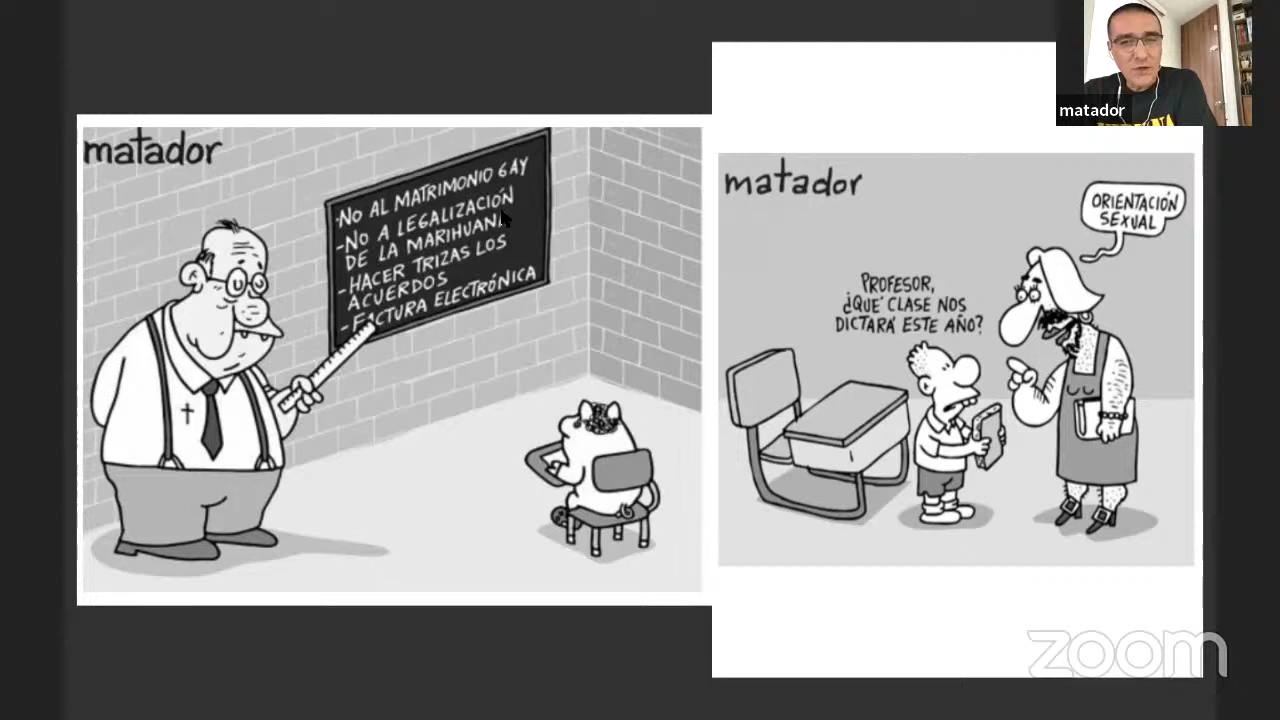 matador
-NO AL MATRIMONIO GAY
-NO A LEGALIZACIÓN
DE LA MARIHUANA
-HACER TRIZAS LOS
ACUERDOS
-FACTURA ELECTRÓNICA
matador
ORIENTACIÓN
SEXUAL
PROFESOR,
¿QUÉ CLASE NOS
DICTARÁ ESTE AÑO?
matador
zoom